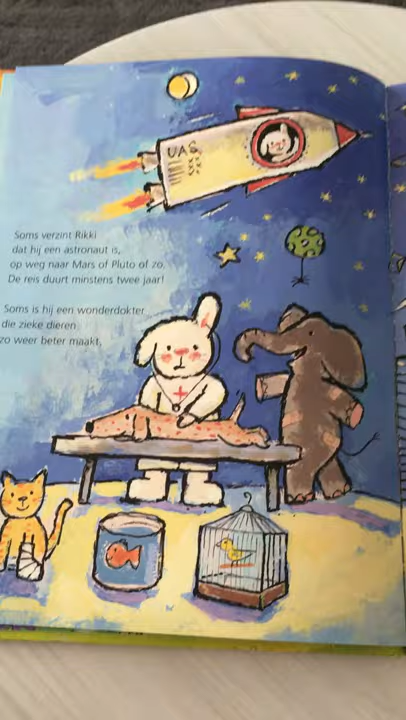 UAS
Soms verzint Rikki
dat hij een astronaut is,
op weg naar Mars of Pluto of zo.
De reis duurt minstens twee jaar!
Soms is hij een wonderdokter
die zieke dieren
zo weer beter maakt.